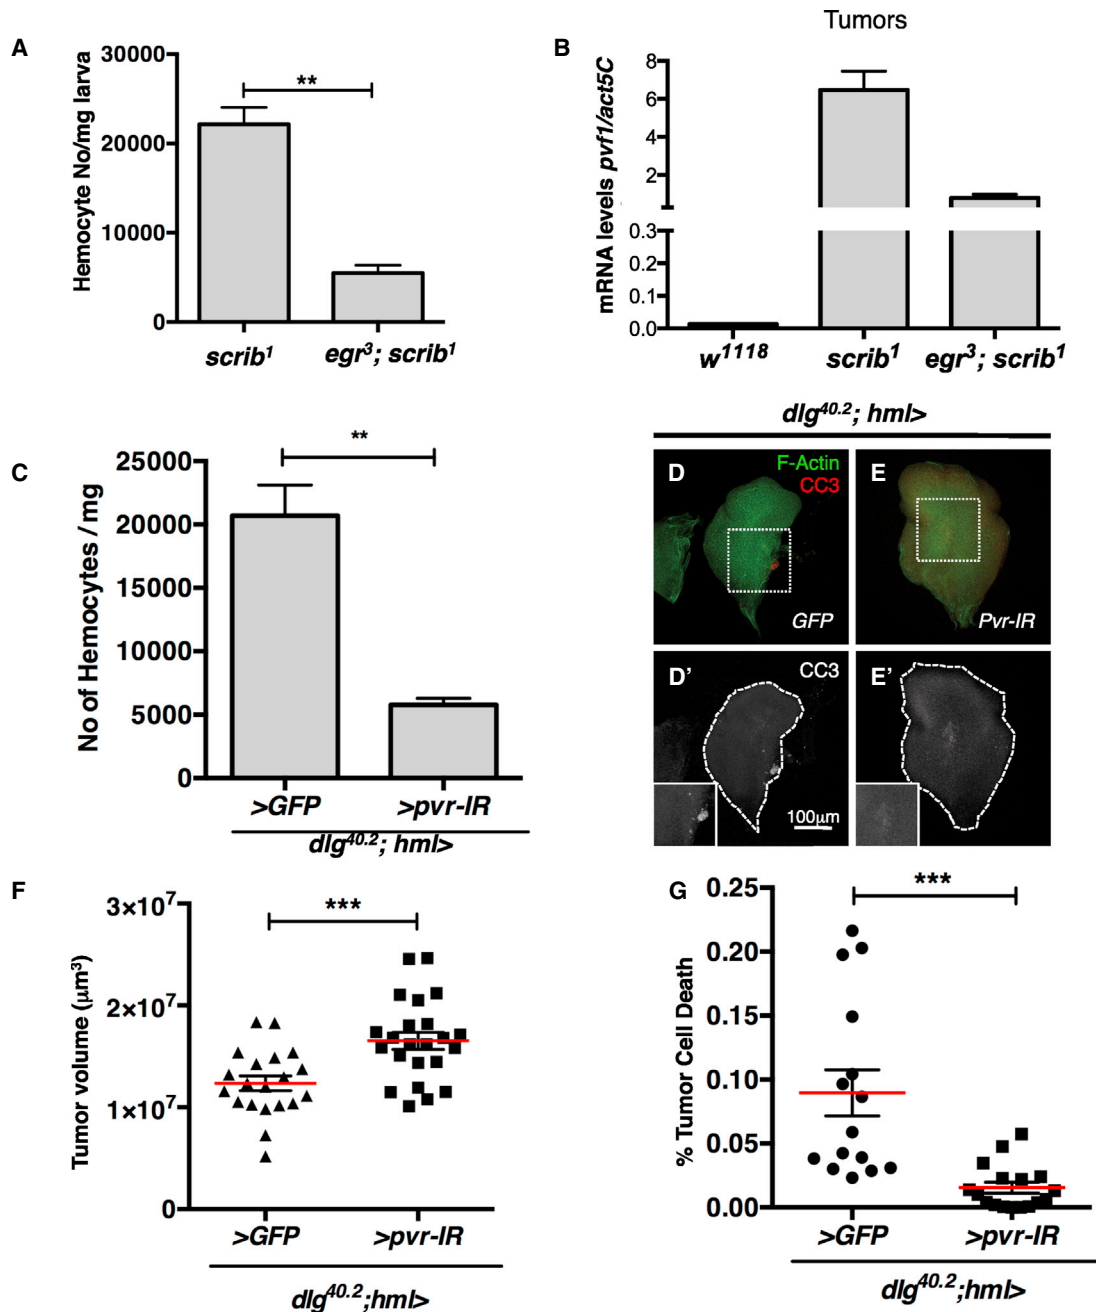 Tumors
A
Hemocyte No/mg larva
30000
20000
10000
0
**
scrib¹
egr³; scrib¹
B
mRNA levels pvf1/act5C
8
6
4
2
0.3
0.2
0.1
0.0
w¹¹¹⁸
scrib¹
egr³; scrib¹
C
No of Hemocytes / mg
25000
20000
15000
10000
5000
0
**
>GFP
>pvr-IR
dlg⁴⁰·²; hml>
dlg⁴⁰·²; hml>
D
F-Actin
CC3
GFP
E
Pvr-IR
D'
CC3
100µm
E'
F
Tumor volume (µm³)
3×10⁷
2×10⁷
1×10⁷
0
***
>GFP
>pvr-IR
dlg⁴⁰·²;hml>
G
% Tumor Cell Death
0.25
0.20
0.15
0.10
0.05
0.00
***
>GFP
>pvr-IR
dlg⁴⁰·²;hml>